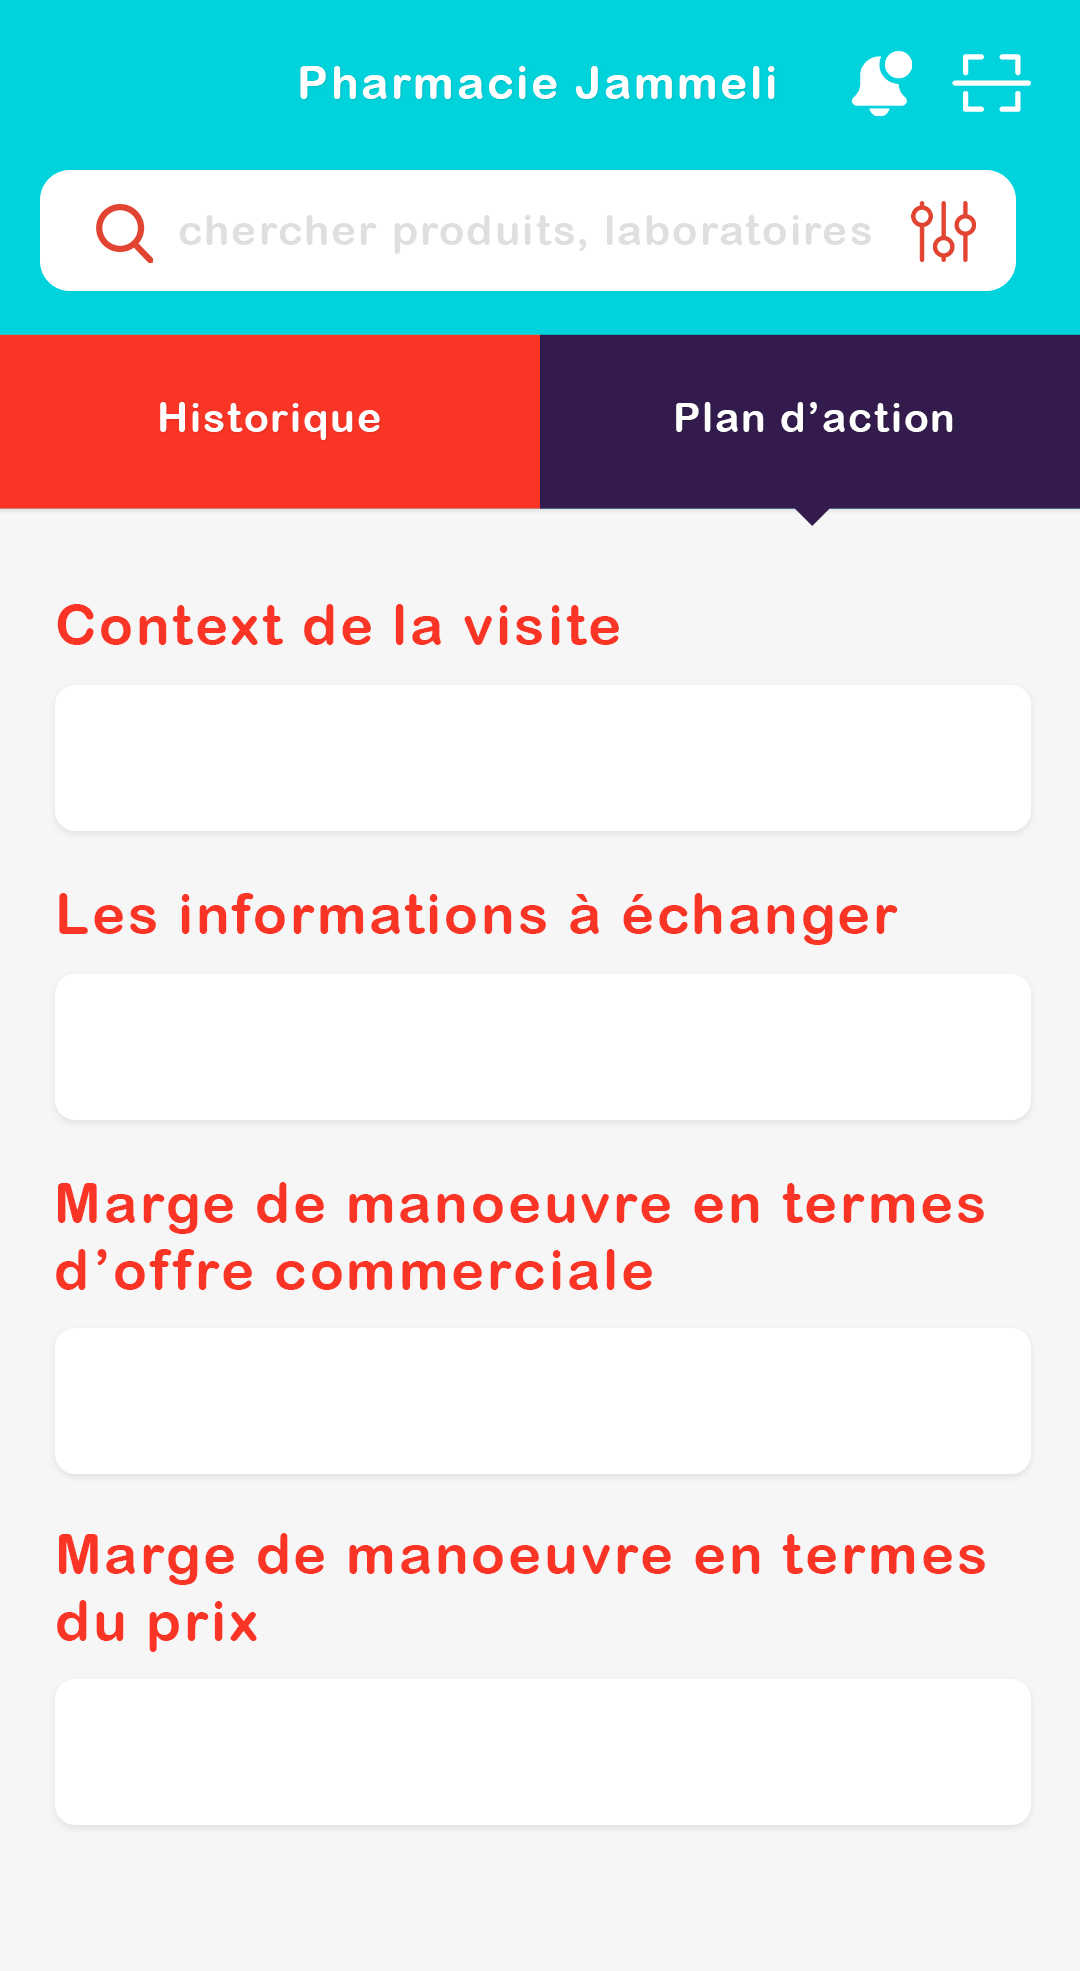 Pharmacie Jammeli
chercher produits, laboratoires
Historique
Plan d’action
Context de la visite
Les informations à échanger
Marge de manoeuvre en termes
d’offre commerciale
Marge de manoeuvre en termes
du prix